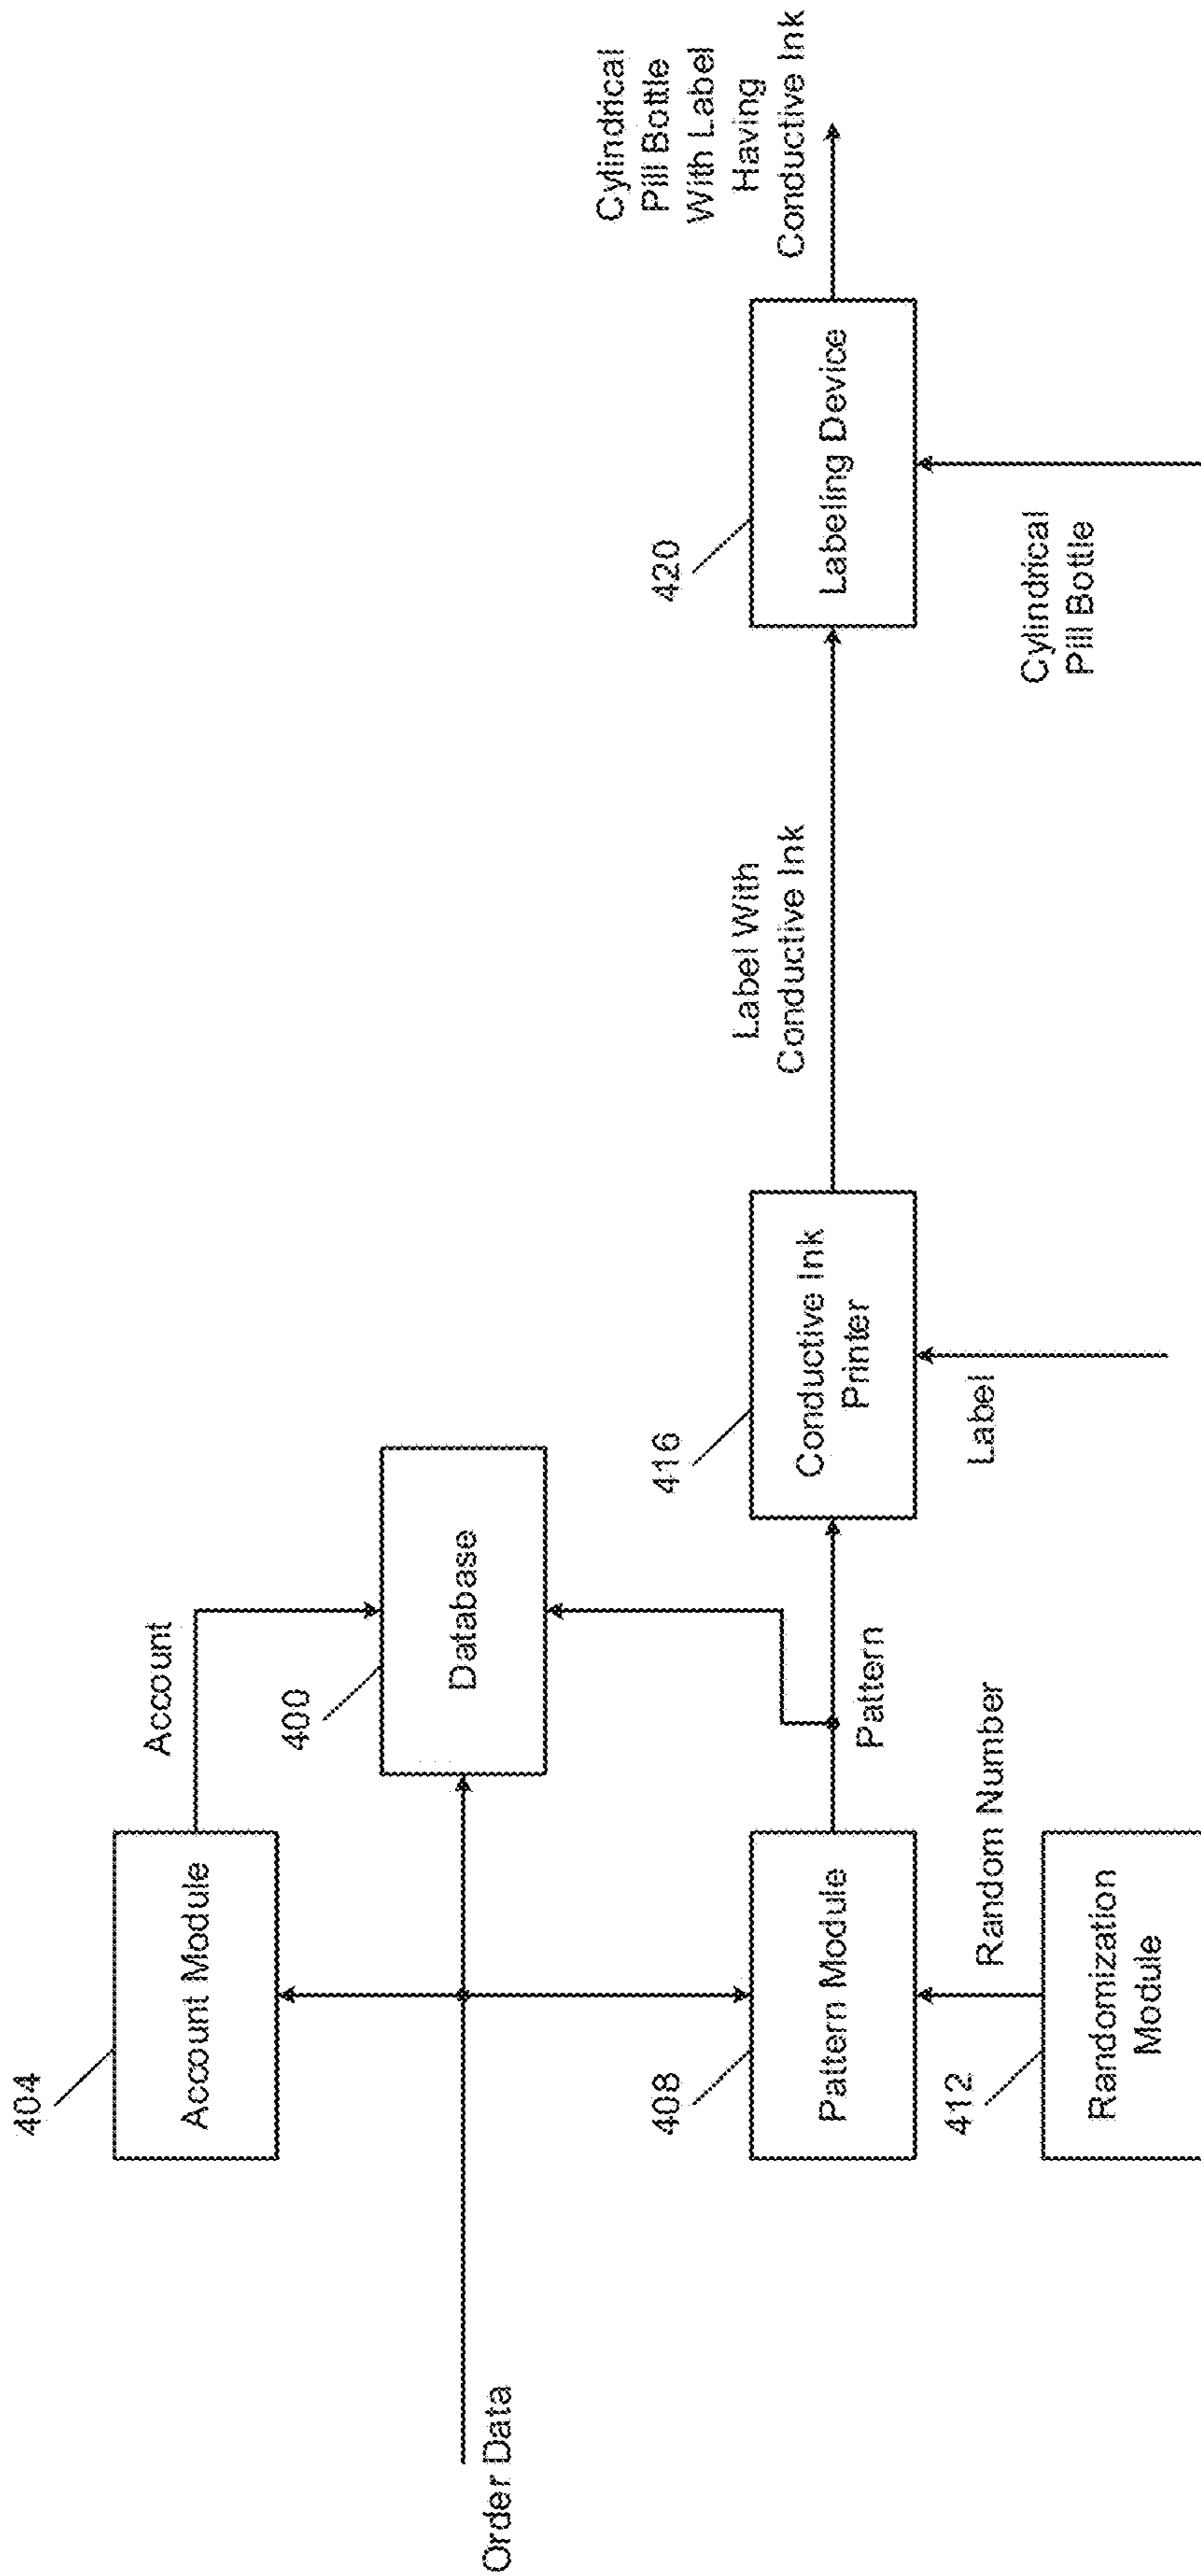 404
Account Module
Account
400
Database
Order Data
408
Pattern Module
Pattern
412
Randomization
Module
Random Number
416
Conductive Ink
Printer
Label
Label With
Conductive Ink
420
Labeling Device
Cylindrical
Pill Bottle
Cylindrical
Pill Bottle
With Label
Having
Conductive Ink